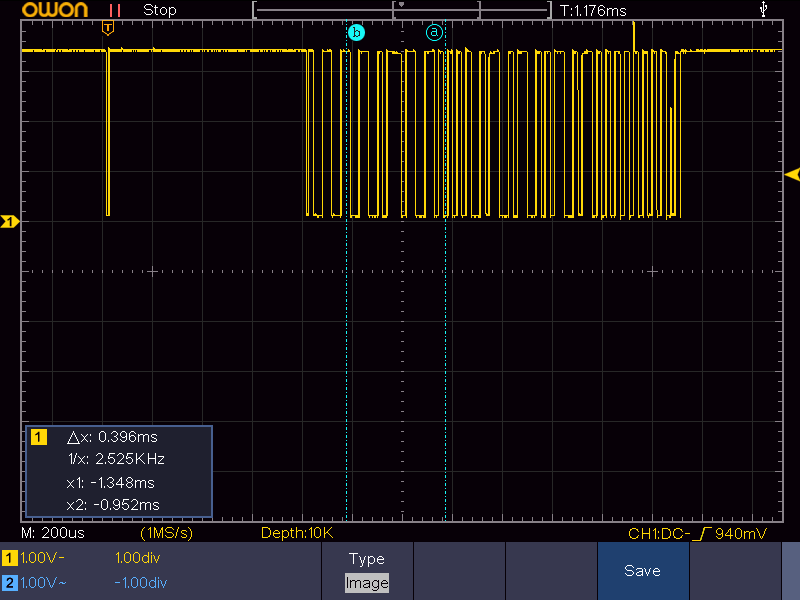 OWON Stop T:1.176ms
T
b a
1
1 △x: 0.396ms
1/x: 2.525KHz
x1: -1.348ms
x2: -0.952ms
M: 200us (1MS/s) Depth:10K CH1:DC- 940mV
1 1.00V- 1.00div
2 1.00V~ -1.00div
Type
Image
Save